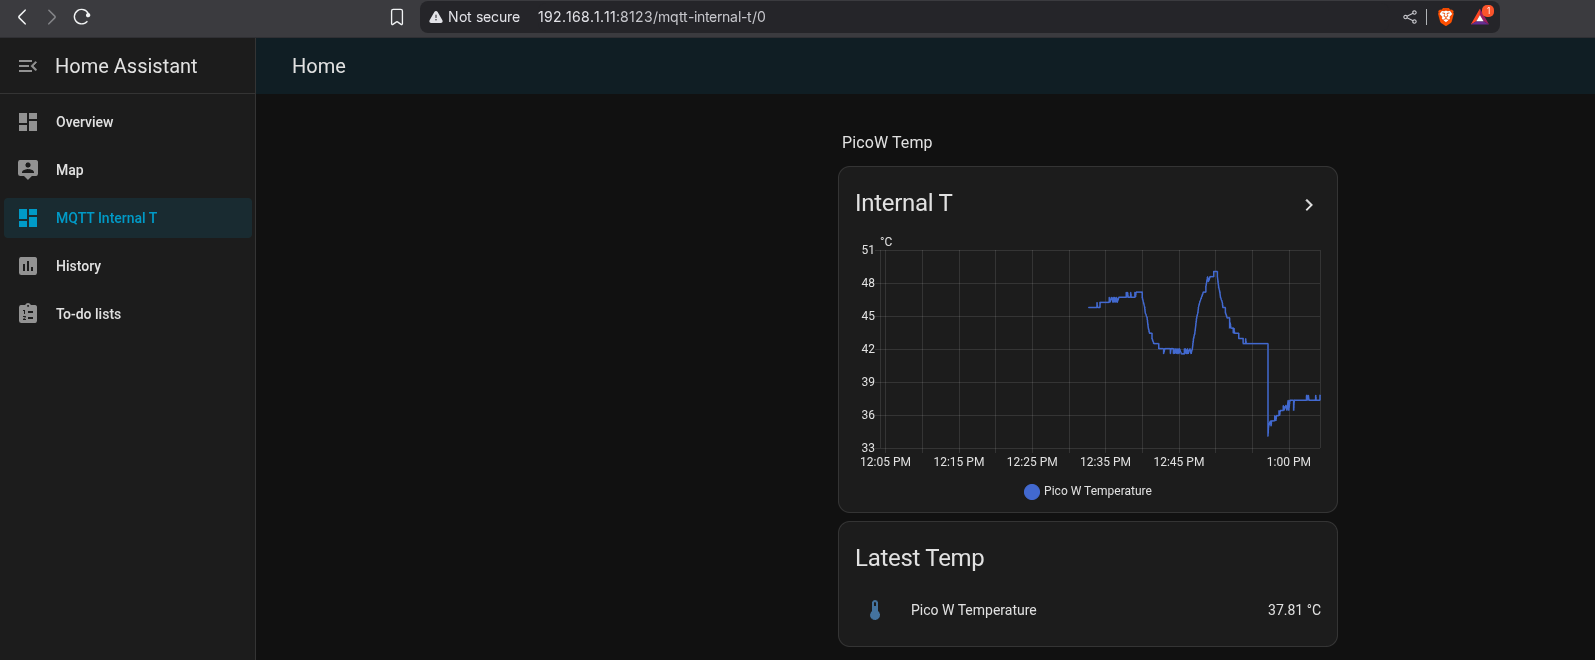 Not secure 192.168.1.11:8123/mqtt-internal-t/0
1
Home Assistant
Home
Overview
Map
MQTT Internal T
History
To-do lists
PicoW Temp
Internal T
°C
51
48
45
42
39
36
33
12:05 PM 12:15 PM 12:25 PM 12:35 PM 12:45 PM 1:00 PM
Pico W Temperature
Latest Temp
Pico W Temperature 37.81 °C